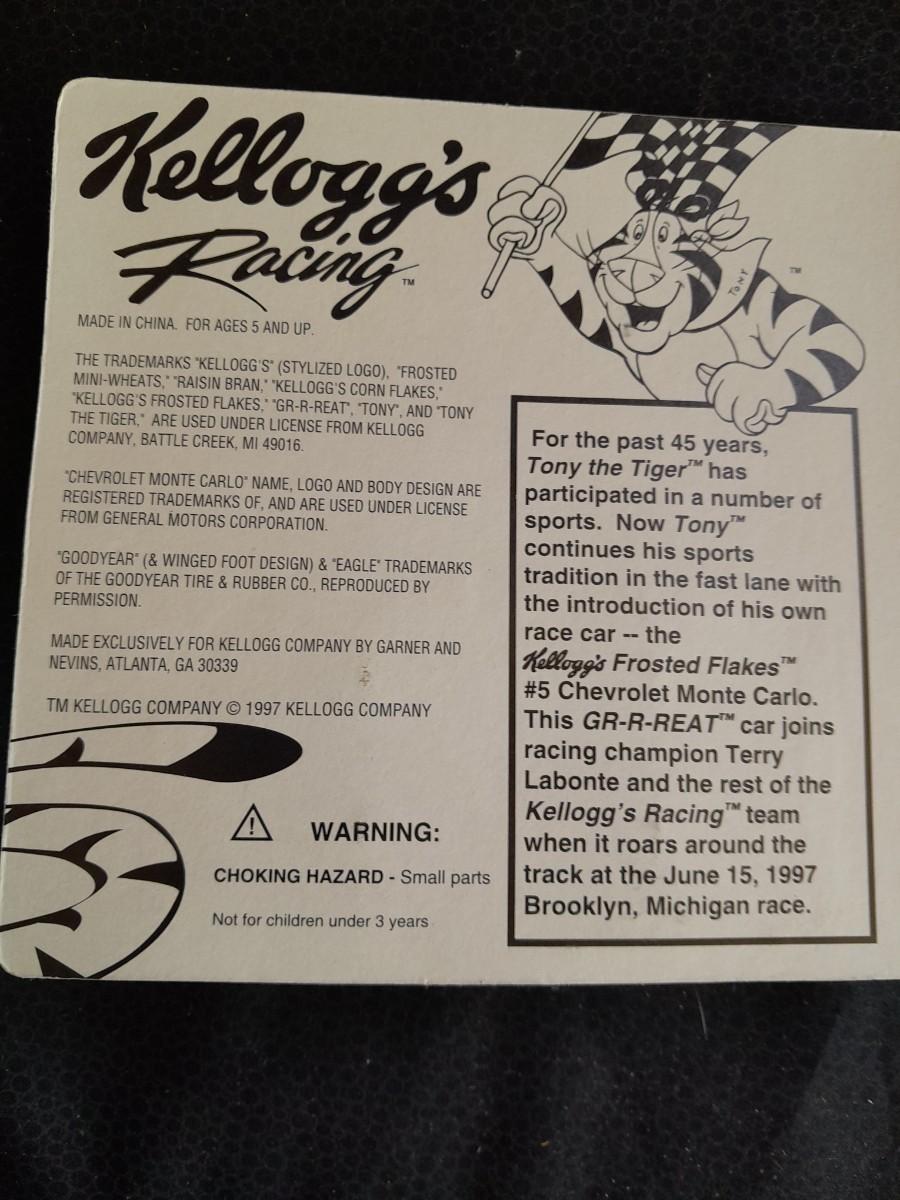 Kellogg's
Racing™
MADE IN CHINA. FOR AGES 5 AND UP.
THE TRADEMARKS "KELLOGG'S" (STYLIZED LOGO), "FROSTED
MINI-WHEATS," "RAISIN BRAN," "KELLOGG'S CORN FLAKES,"
"KELLOGG'S FROSTED FLAKES," "GR-R-REAT", "TONY", AND "TONY
THE TIGER," ARE USED UNDER LICENSE FROM KELLOGG
COMPANY, BATTLE CREEK, MI 49016.
"CHEVROLET MONTE CARLO" NAME, LOGO AND BODY DESIGN ARE
REGISTERED TRADEMARKS OF, AND ARE USED UNDER LICENSE
FROM GENERAL MOTORS CORPORATION.
"GOODYEAR" (& WINGED FOOT DESIGN) & "EAGLE" TRADEMARKS
OF THE GOODYEAR TIRE & RUBBER CO., REPRODUCED BY
PERMISSION.
MADE EXCLUSIVELY FOR KELLOGG COMPANY BY GARNER AND
NEVINS, ATLANTA, GA 30339
TM KELLOGG COMPANY © 1997 KELLOGG COMPANY
WARNING:
CHOKING HAZARD - Small parts
Not for children under 3 years
TONY
™
For the past 45 years,
Tony the Tiger™ has
participated in a number of
sports. Now Tony™
continues his sports
tradition in the fast lane with
the introduction of his own
race car -- the
Kellogg's Frosted Flakes™
#5 Chevrolet Monte Carlo.
This GR-R-REAT™ car joins
racing champion Terry
Labonte and the rest of the
Kellogg's Racing™ team
when it roars around the
track at the June 15, 1997
Brooklyn, Michigan race.